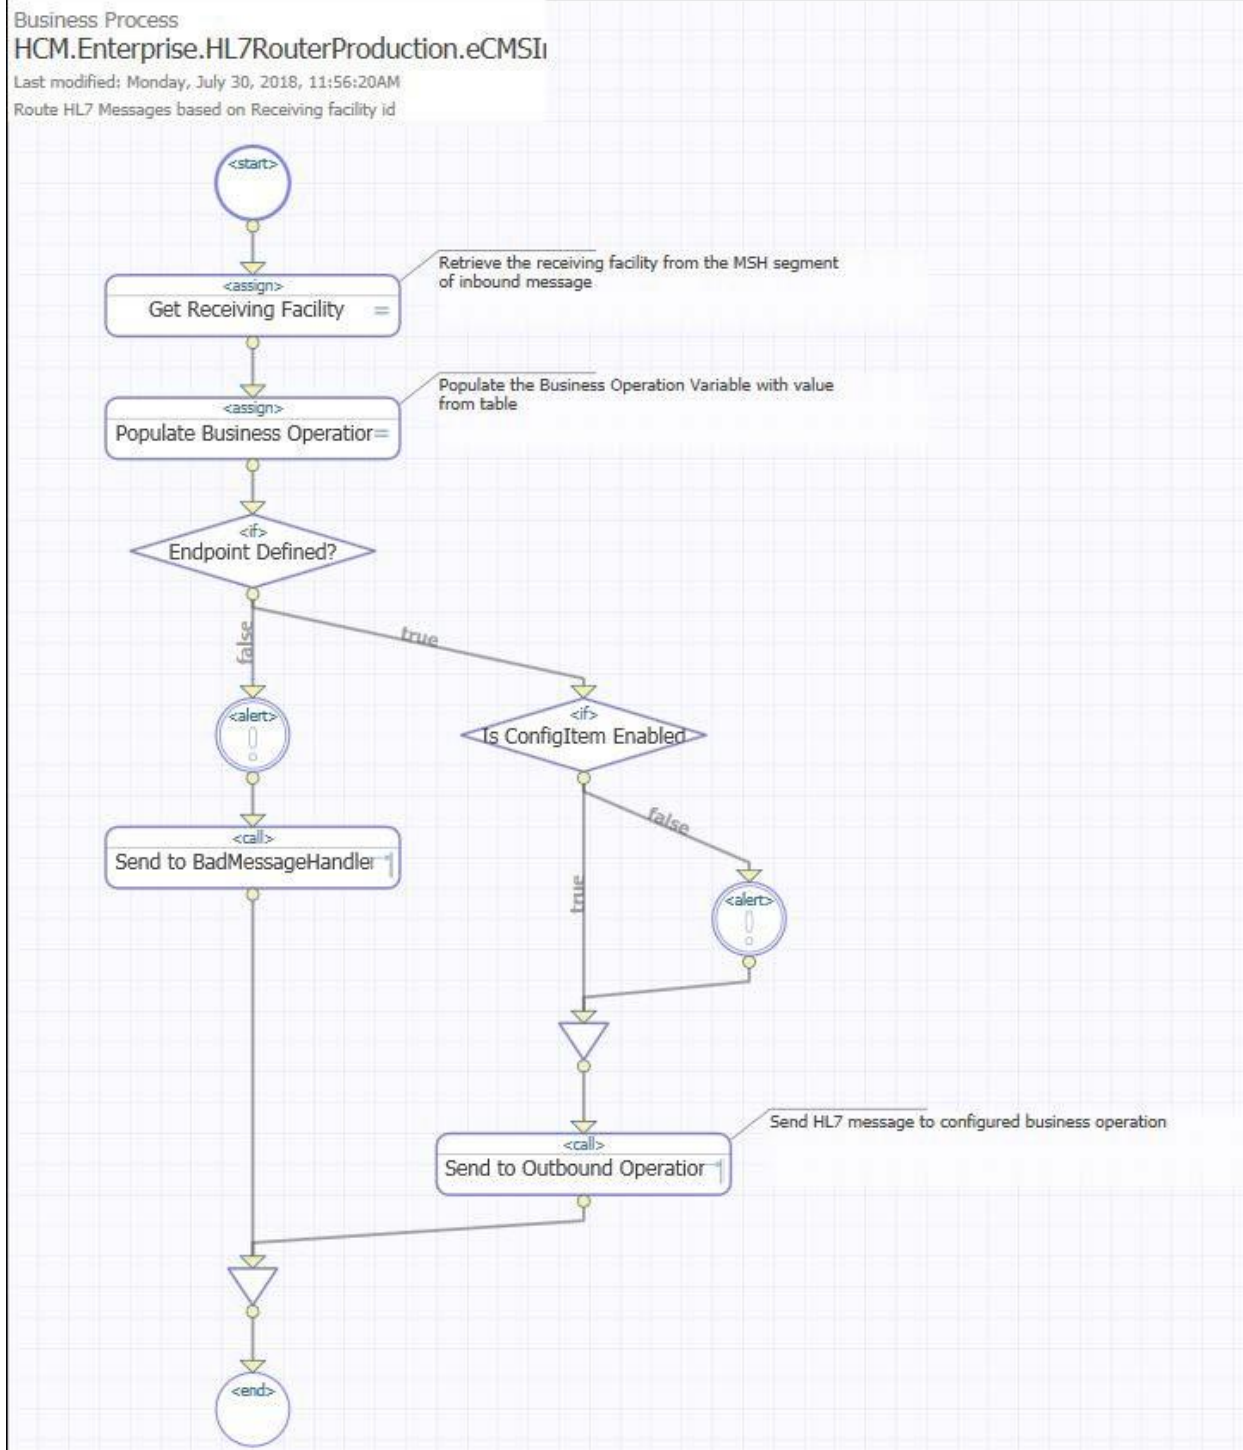 Business Process
HCM.Enterprise.HL7RouterProduction.eCMSI
Last modified: Monday, July 30, 2018, 11:56:20AM
Route HL7 Messages based on Receiving facility id
<start>
<assign>
Get Receiving Facility =
Retrieve the receiving facility from the MSH segment
of inbound message
<assign>
Populate Business Operation=
Populate the Business Operation Variable with value
from table
<if>
Endpoint Defined?
false
true
<alert>
<if>
Is ConfigItem Enabled
<call>
Send to BadMessageHandler
false
true
<alert>
Send HL7 message to configured business operation
<call>
Send to Outbound Operation
<end>